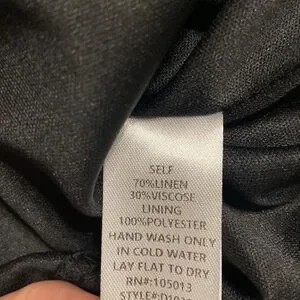 SELF
70%LINEN
30%VISCOSE
LINING
100%POLYESTER
HAND WASH ONLY
IN COLD WATER
LAY FLAT TO DRY
RN#:105013